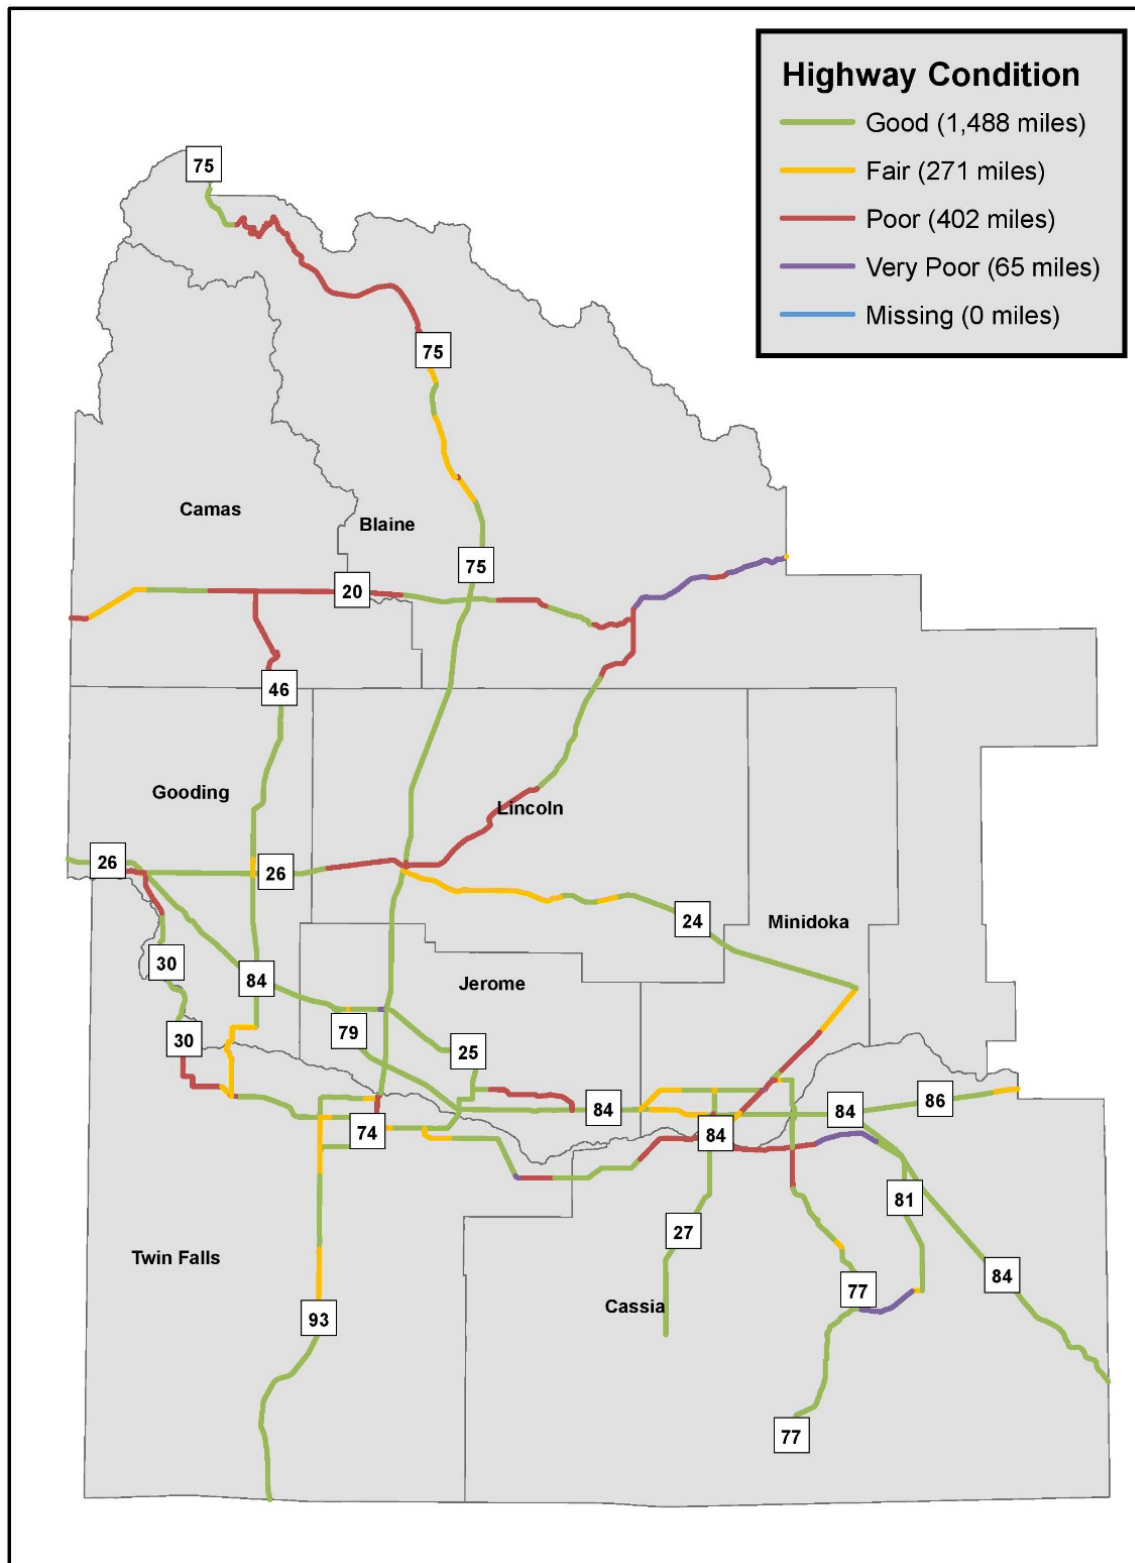 Highway Condition
Good (1,488 miles)
Fair (271 miles)
Poor (402 miles)
Very Poor (65 miles)
Missing (0 miles)
75
75
Camas
Blaine
75
20
46
Gooding
Lincoln
26
26
24
Minidoka
30
84
Jerome
30
79
25
84
84
86
74
84
81
27
Twin Falls
84
77
Cassia
93
77